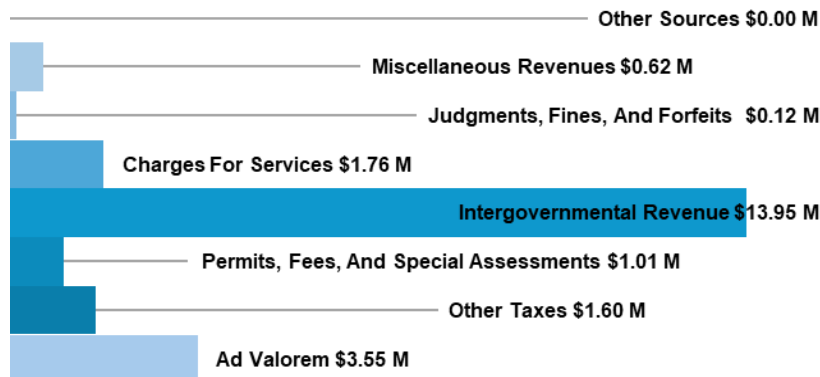 Other Sources $0.00 M
Miscellaneous Revenues $0.62 M
Judgments, Fines, And Forfeits $0.12 M
Charges For Services $1.76 M
Intergovernmental Revenue $13.95 M
Permits, Fees, And Special Assessments $1.01 M
Other Taxes $1.60 M
Ad Valorem $3.55 M